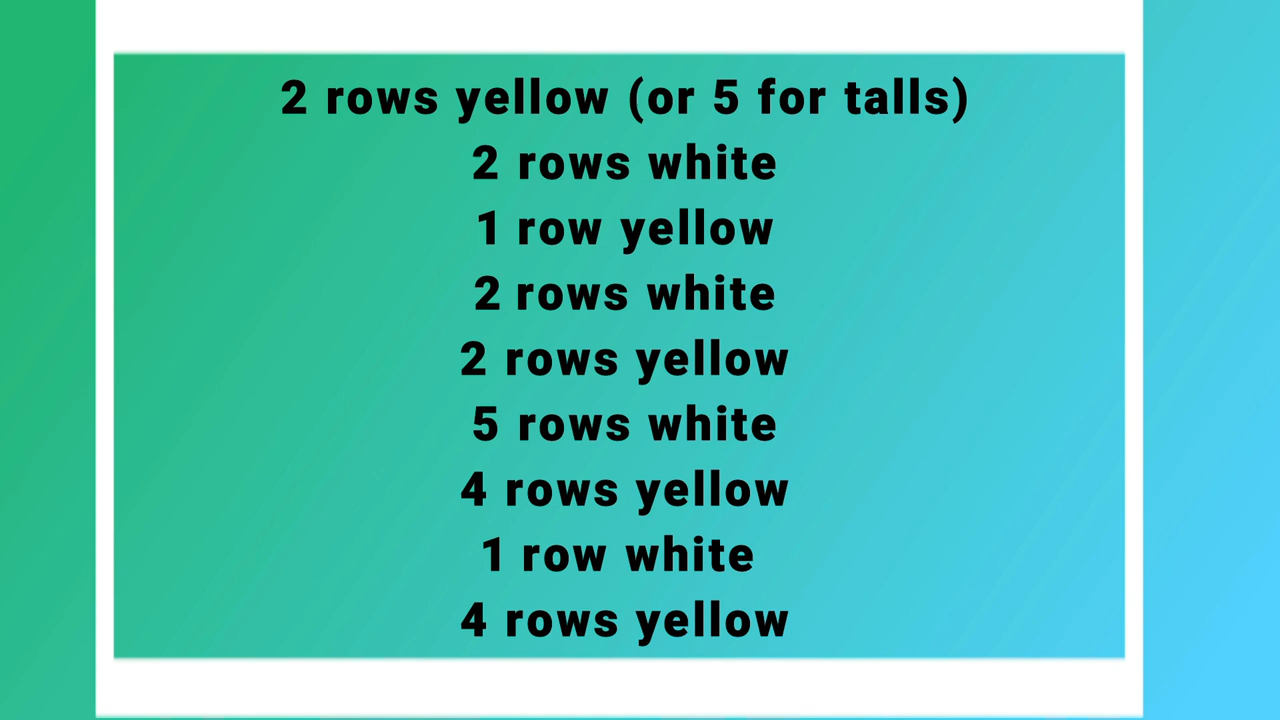 2 rows yellow (or 5 for talls)
2 rows white
1 row yellow
2 rows white
2 rows yellow
5 rows white
4 rows yellow
1 row white
4 rows yellow